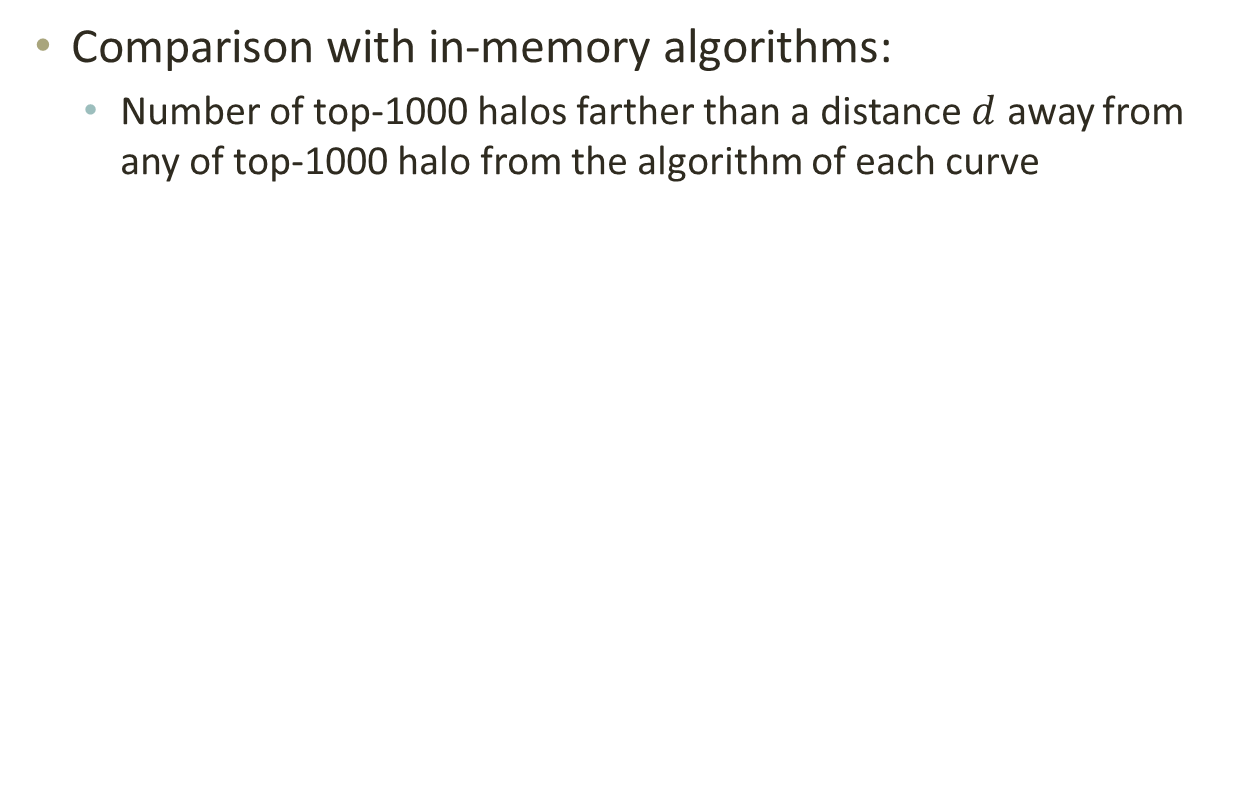 • Comparison with in-memory algorithms:
• Number of top-1000 halos farther than a distance d away from
any of top-1000 halo from the algorithm of each curve